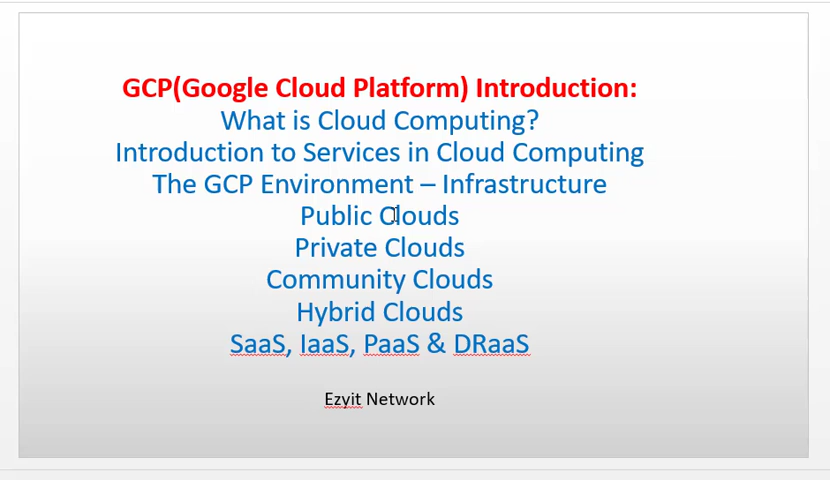 GCP(Google Cloud Platform) Introduction:
What is Cloud Computing?
Introduction to Services in Cloud Computing
The GCP Environment – Infrastructure
Public Clouds
Private Clouds
Community Clouds
Hybrid Clouds
SaaS, IaaS, PaaS & DRaaS
Ezyit Network